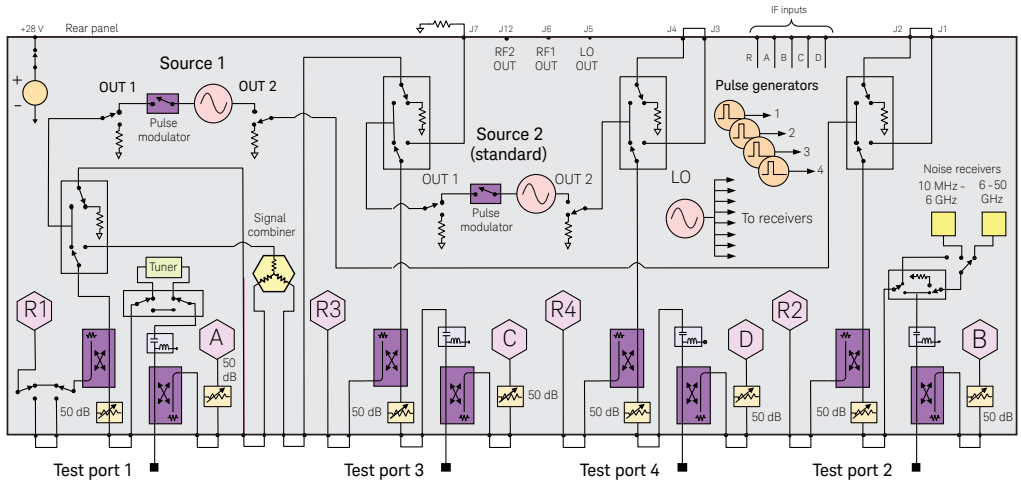 +28 V
Rear panel
J7
J12
J6
J5
J4
J3
IF inputs
J2
J1
RF2
OUT
RF1
OUT
LO
OUT
R
A
B
C
D
+
-
Source 1
OUT 1
OUT 2
Pulse
modulator
Source 2
(standard)
OUT 1
OUT 2
Pulse
modulator
Pulse generators
1
2
3
4
LO
To receivers
Noise receivers
10 MHz -
6 GHz
6 -50
GHz
Signal
combiner
Tuner
R1
A
R3
C
R4
D
R2
B
50
dB
50 dB
50 dB
50 dB
50 dB
50 dB
50 dB
50 dB
Test port 1
Test port 3
Test port 4
Test port 2